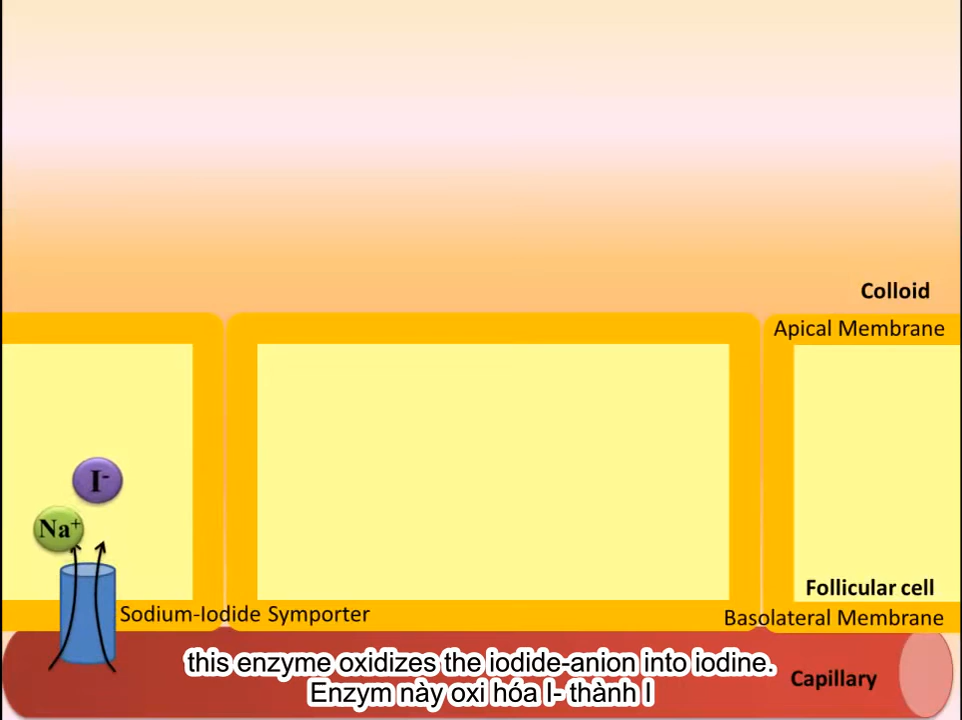 Colloid
Apical Membrane
I-
Na+
Follicular cell
Sodium-Iodide Symporter
Basolateral Membrane
this enzyme oxidizes the iodide-anion into iodine.
Enzym này oxi hóa I- thành I
Capillary